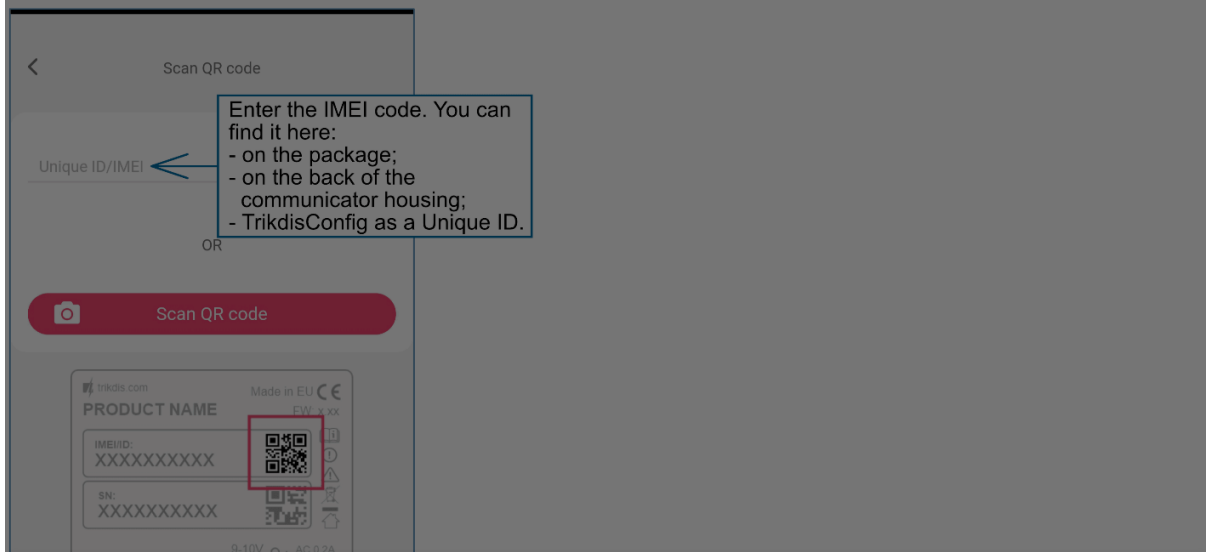 Scan QR code
Enter the IMEI code. You can
find it here:
- on the package;
- on the back of the
communicator housing;
- TrikdisConfig as a Unique ID.
Unique ID/IMEI
OR
Scan QR code
trikdis.com
Made in EU CE
PRODUCT NAME
FW: x.xx
IMEI/ID:
XXXXXXXXXX
SN:
XXXXXXXXXX